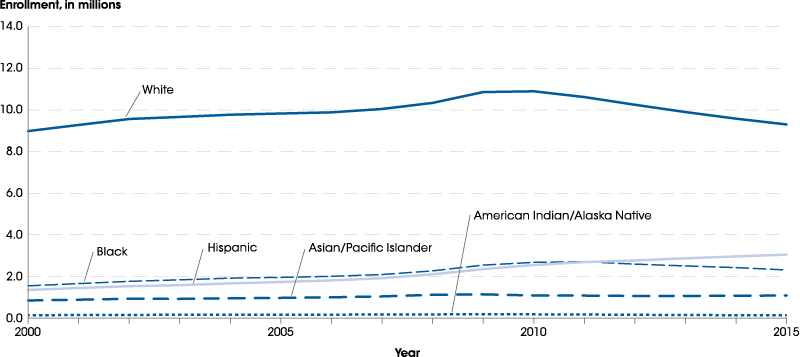 Enrollment, in millions
14.0
12.0
White
10.0
8.0
6.0
4.0
American Indian/Alaska Native
Black
Hispanic
Asian/Pacific Islander
2.0
0.0
2000
2005
2010
2015
Year